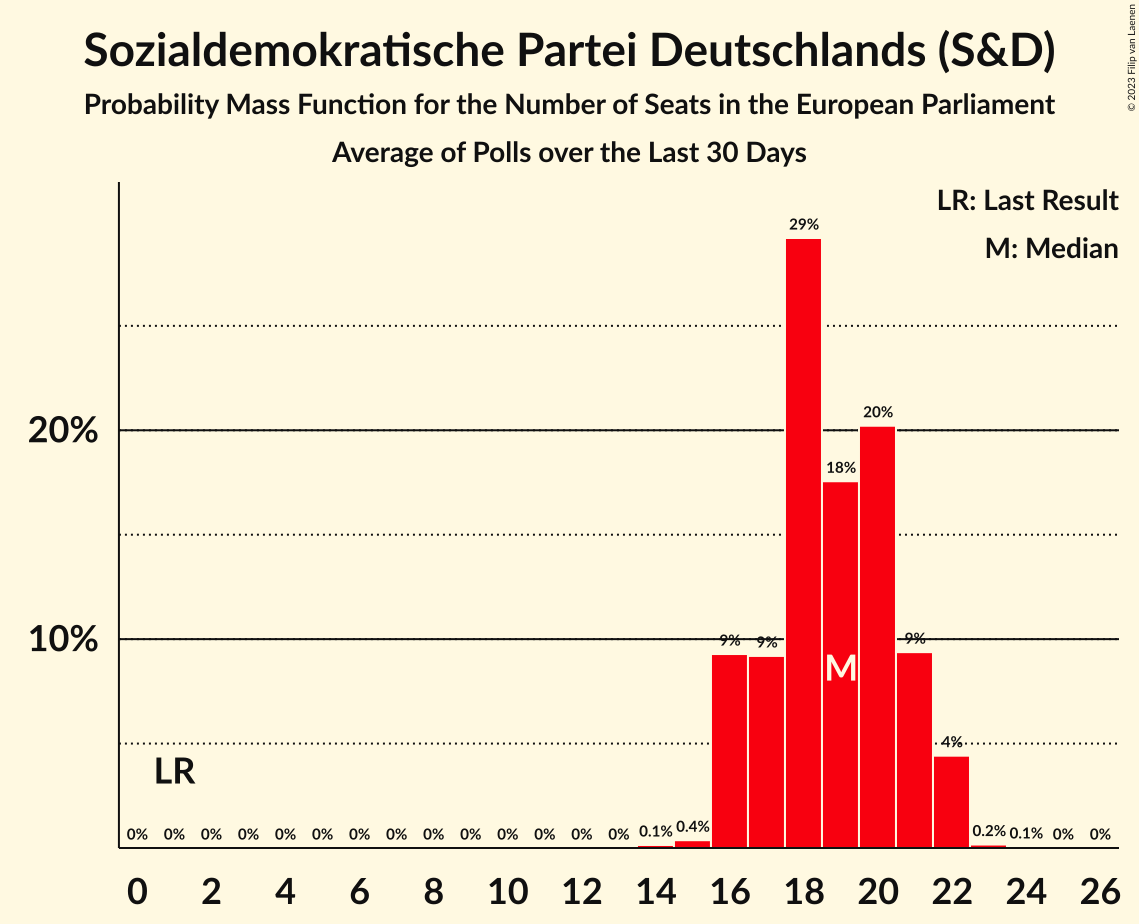 Sozialdemokratische Partei Deutschlands (S&D)
Probability Mass Function for the Number of Seats in the European Parliament
Average of Polls over the Last 30 Days
© 2023 Filip van Laenen
LR: Last Result
M: Median
29%
20%
20%
18%
10%
9%
9%
9%
M
4%
LR
0% 0% 0% 0% 0% 0% 0% 0% 0% 0% 0% 0% 0% 0% 0.1% 0.4% 0.2% 0.1% 0% 0%
0 2 4 6 8 10 12 14 16 18 20 22 24 26